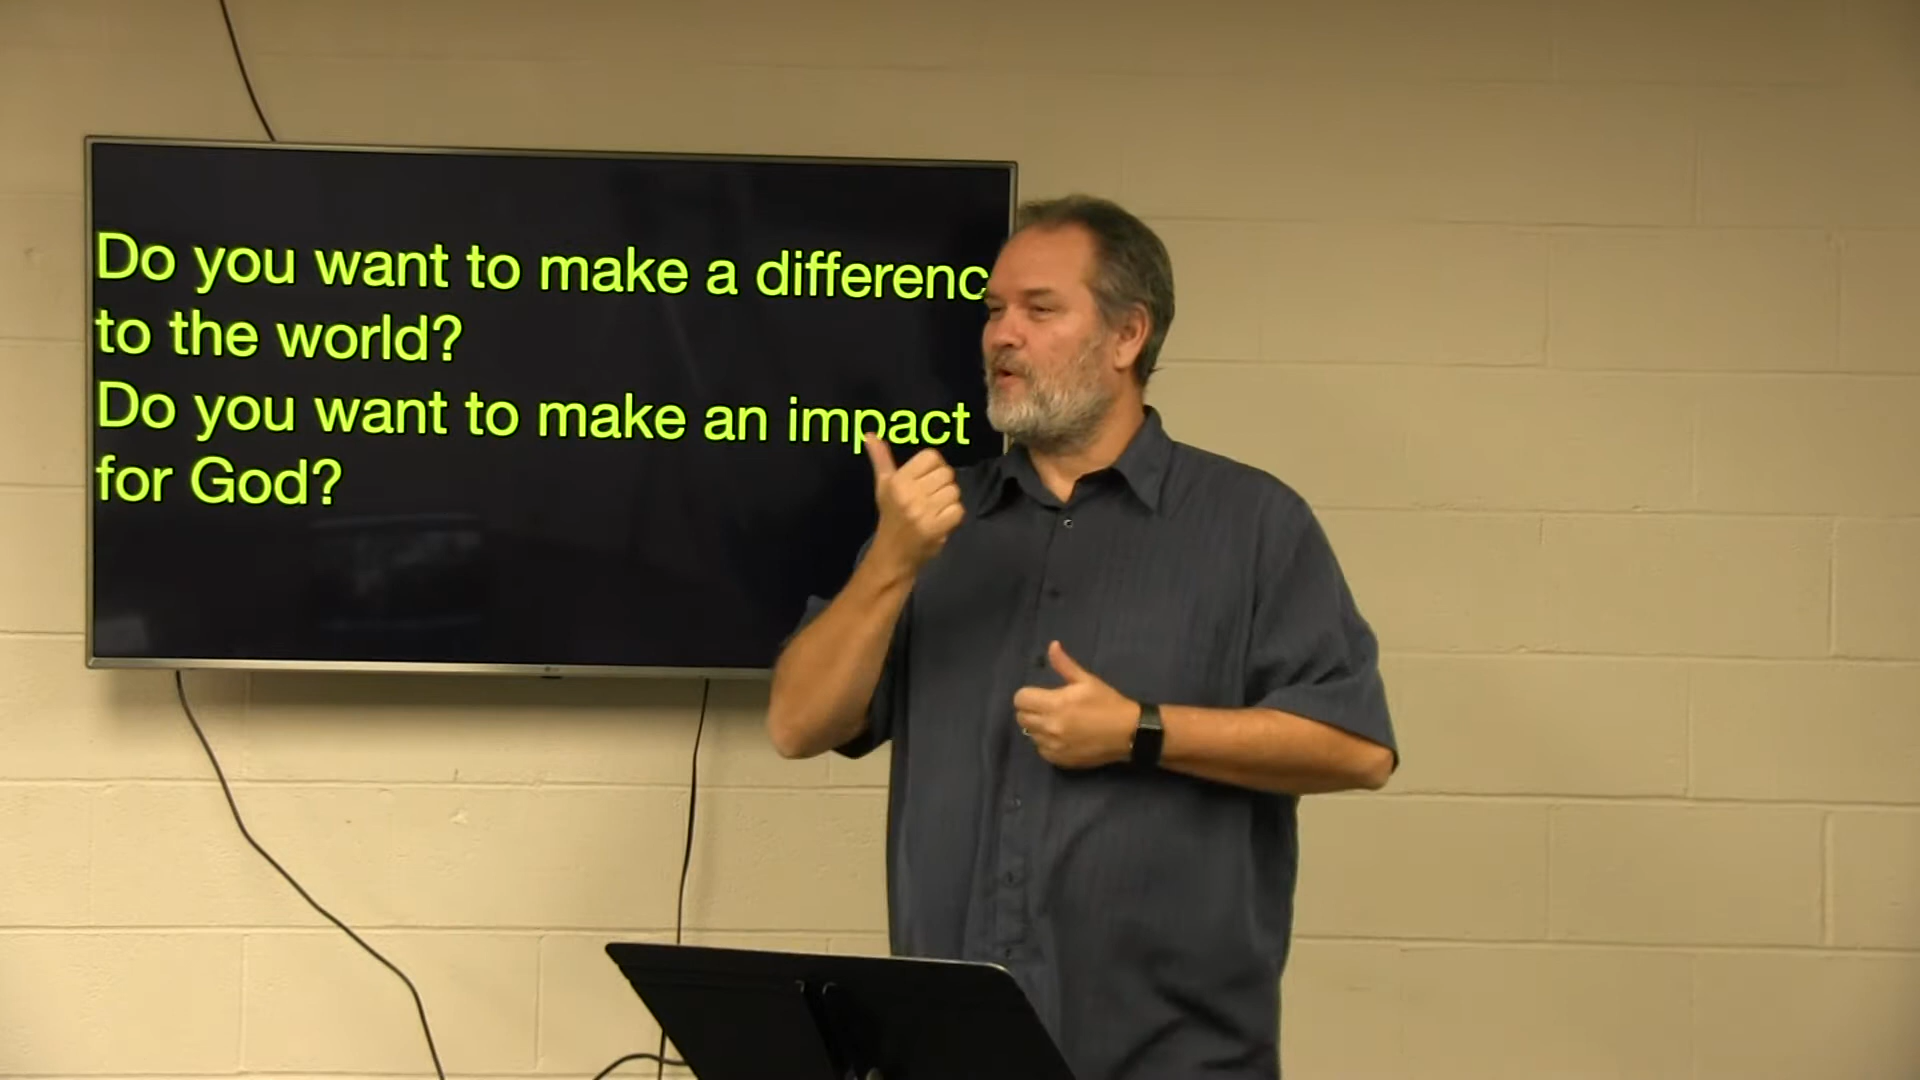 Do you want to make a differenc
to the world?
Do you want to make an impact
for God?